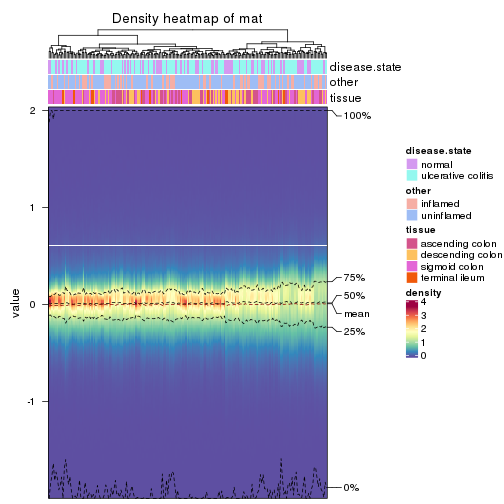 Density heatmap of mat
disease.state
other
tissue
2
1
0
-1
value
100%
75%
50%
mean
25%
0%
disease.state
normal
ulcerative colitis
other
inflamed
uninflamed
tissue
ascending colon
descending colon
sigmoid colon
terminal ileum
density
4
3
2
1
0